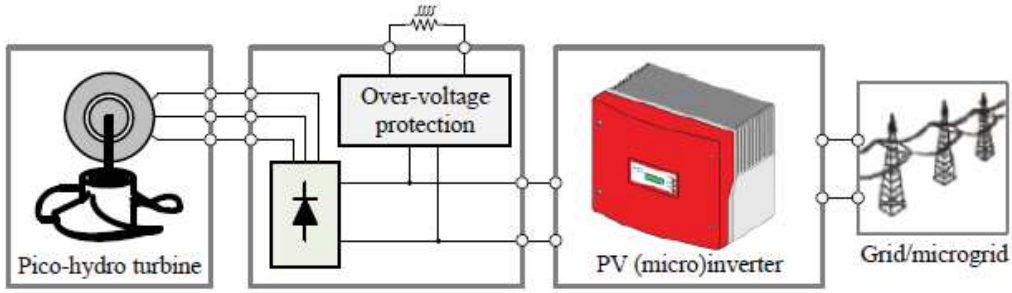 Over-voltage
protection
Pico-hydro turbine
PV (micro)inverter
Grid/microgrid